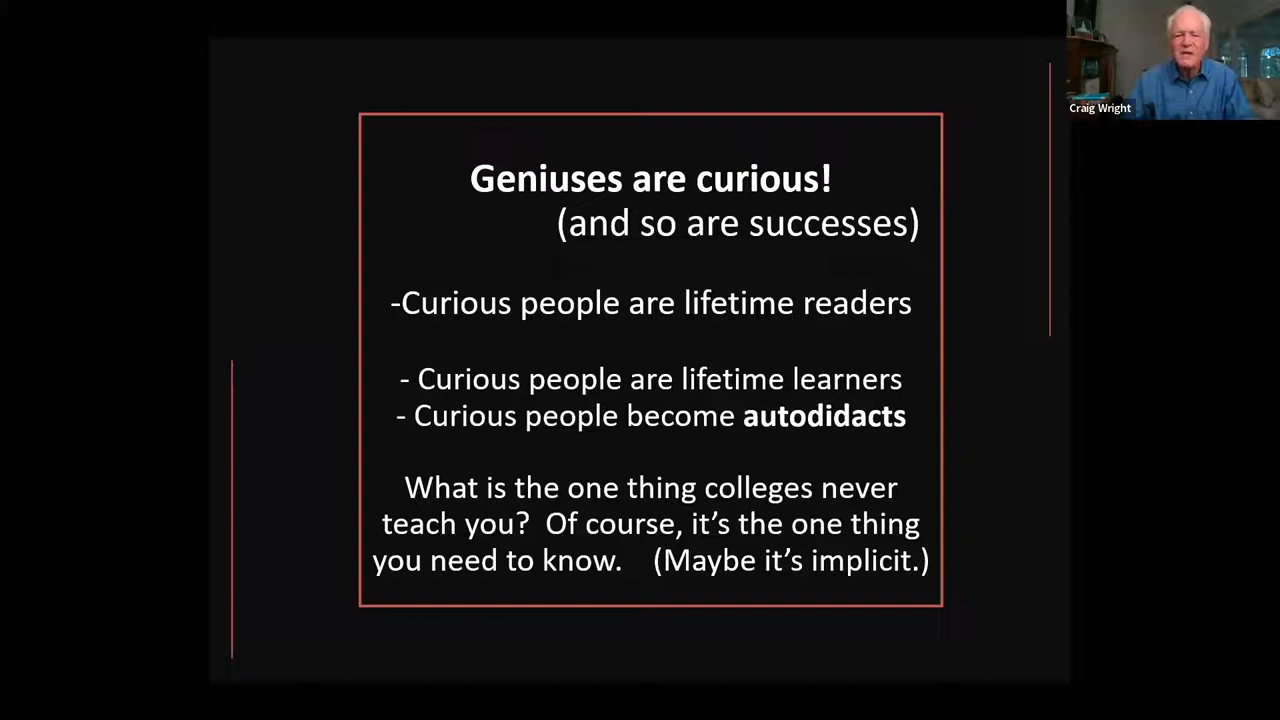 Craig Wright
Geniuses are curious!
(and so are successes)
-Curious people are lifetime readers
- Curious people are lifetime learners
- Curious people become autodidacts
What is the one thing colleges never
teach you?  Of course, it’s the one thing
you need to know.    (Maybe it’s implicit.)